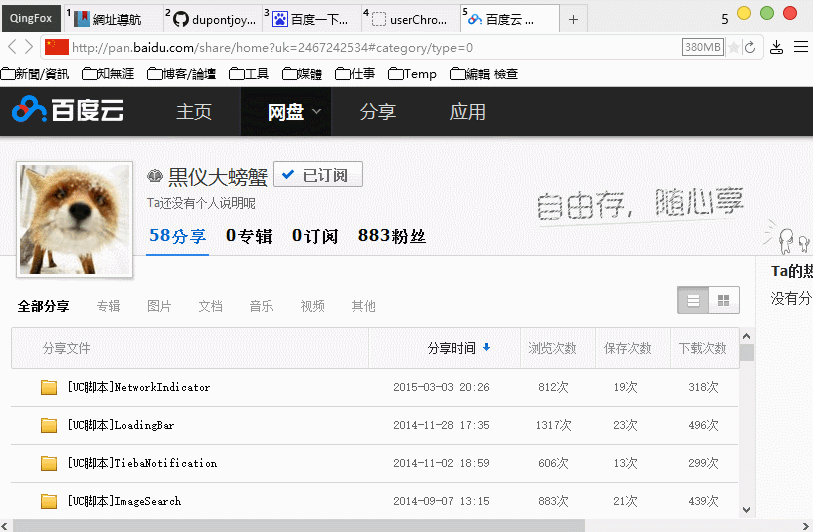 QingFox 1 網址導航 2 dupontjoy... 3 百度一下... 4 userChro... 5 百度云 ... + 5
http://pan.baidu.com/share/home?uk=2467242534#category/type=0 380MB
新聞/資訊 知無涯 博客/論壇 工具 媒體 仕事 Temp 編輯 檢查
百度云 主页 网盘 分享 应用
黒仪大螃蟹 已订阅
Ta还没有个人说明呢
自由存, 随心享
58分享 0专辑 0订阅 883粉丝
Ta的热
没有分
全部分享 专辑 图片 文档 音乐 视频 其他
分享文件 分享时间 浏览次数 保存次数 下载次数
[UC脚本]NetworkIndicator 2015-03-03 20:26 812次 19次 318次
[UC脚本]LoadingBar 2014-11-28 17:35 1317次 23次 496次
[UC脚本]TiebaNotification 2014-11-02 18:59 606次 13次 299次
[UC脚本]ImageSearch 2014-09-07 13:15 883次 21次 439次